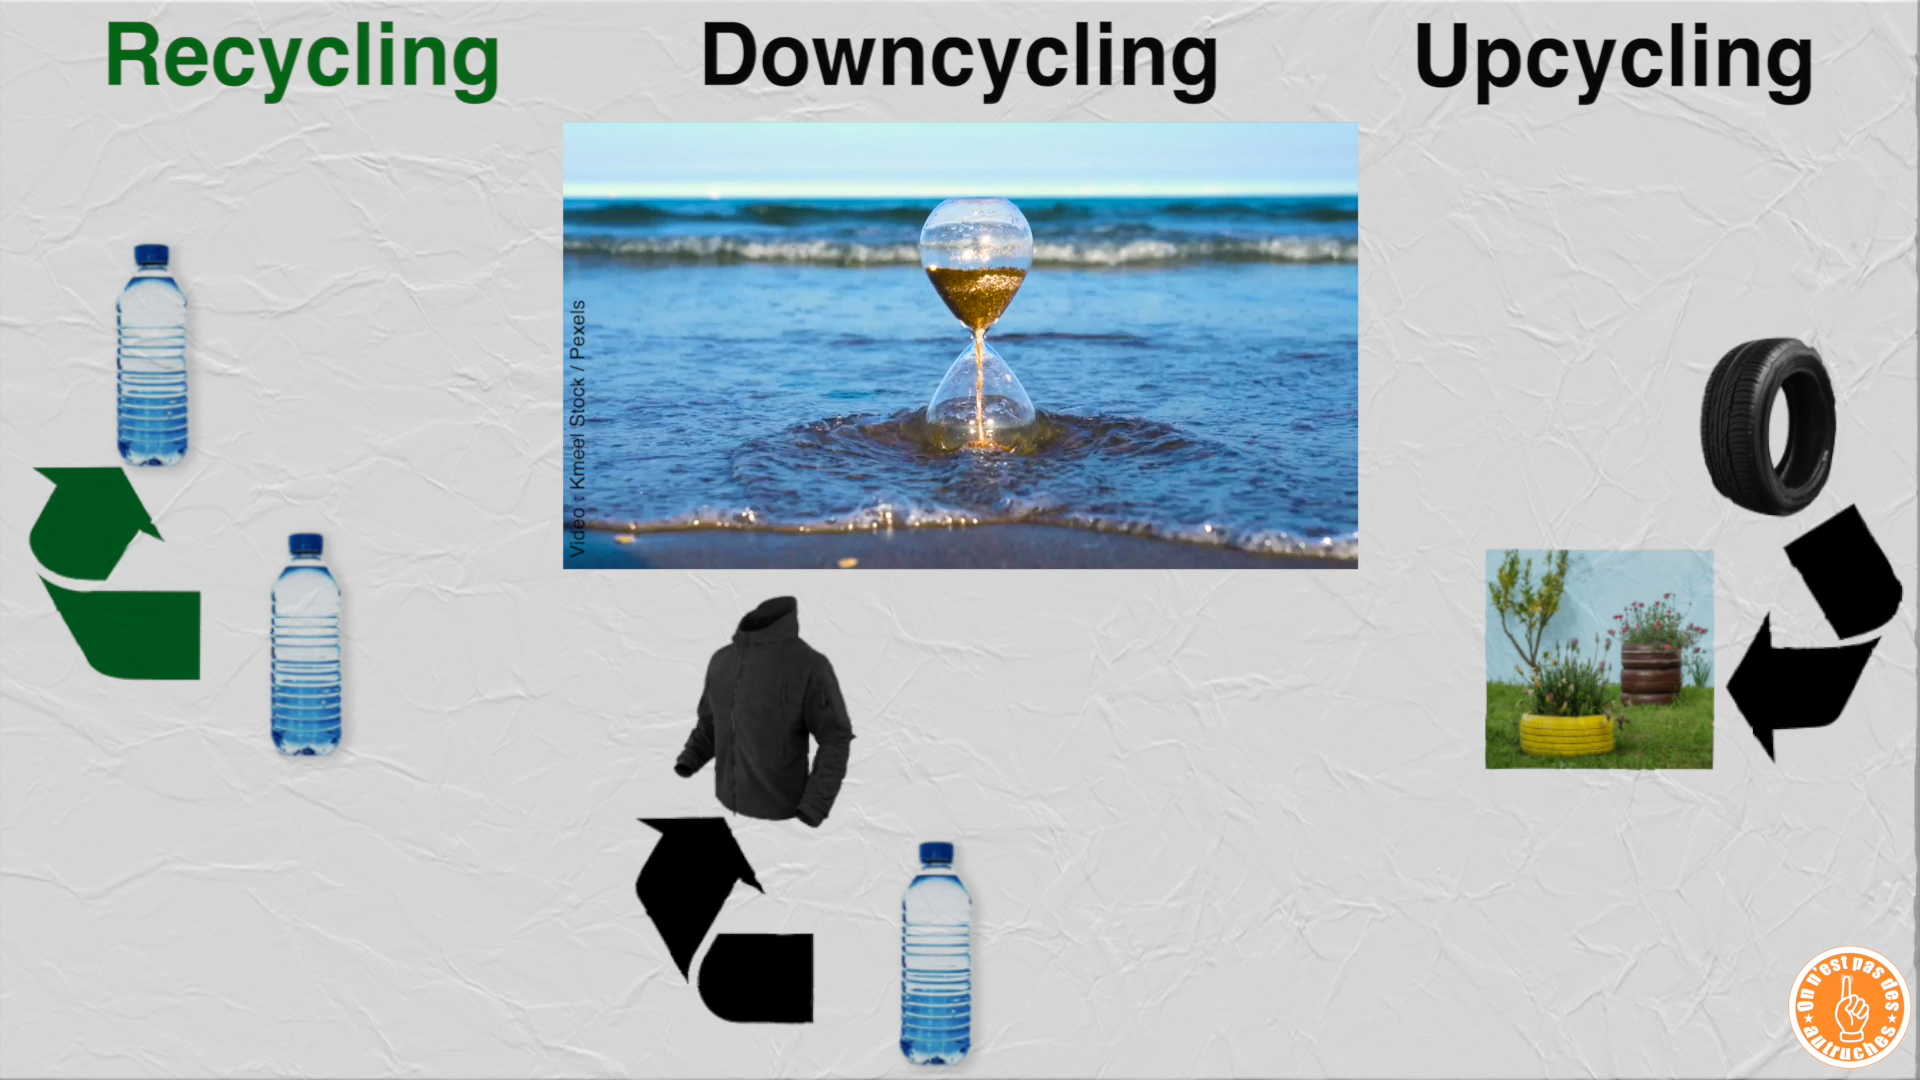 Recycling
Downcycling
Upcycling
Video : Kmeel Stock / Pexels
On n'est pas des
autruches